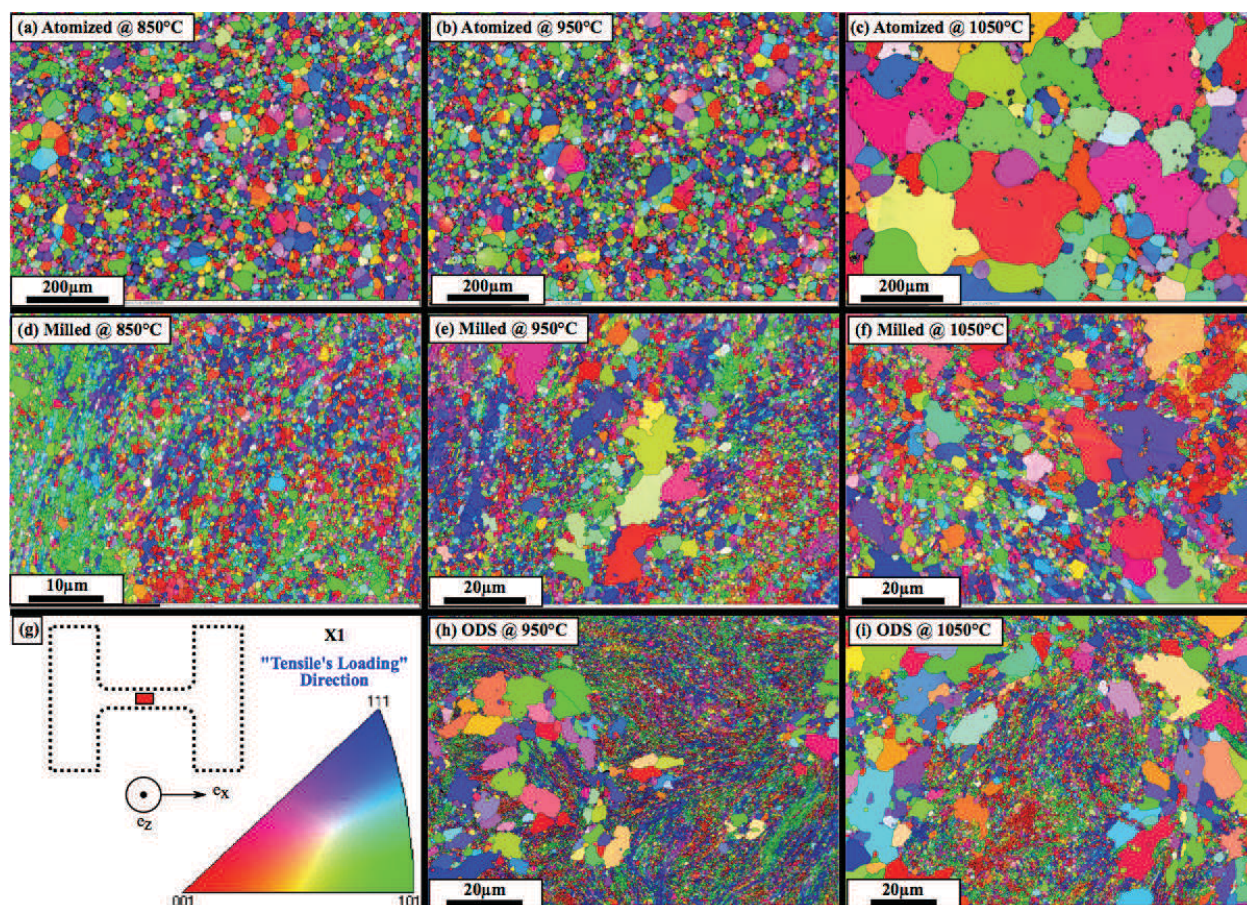 (a) Atomized @ 850°C
(b) Atomized @ 950°C
(c) Atomized @ 1050°C
200µm
200µm
200µm
(d) Milled @ 850°C
(e) Milled @ 950°C
(f) Milled @ 1050°C
10µm
20µm
20µm
(g)
X1
"Tensile's Loading"
Direction
111
eX
eZ
001
101
(h) ODS @ 950°C
(i) ODS @ 1050°C
20µm
20µm